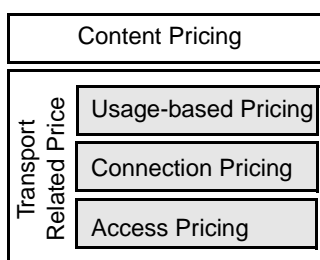 Content Pricing
Transport
Related Price
Usage-based Pricing
Connection Pricing
Access Pricing